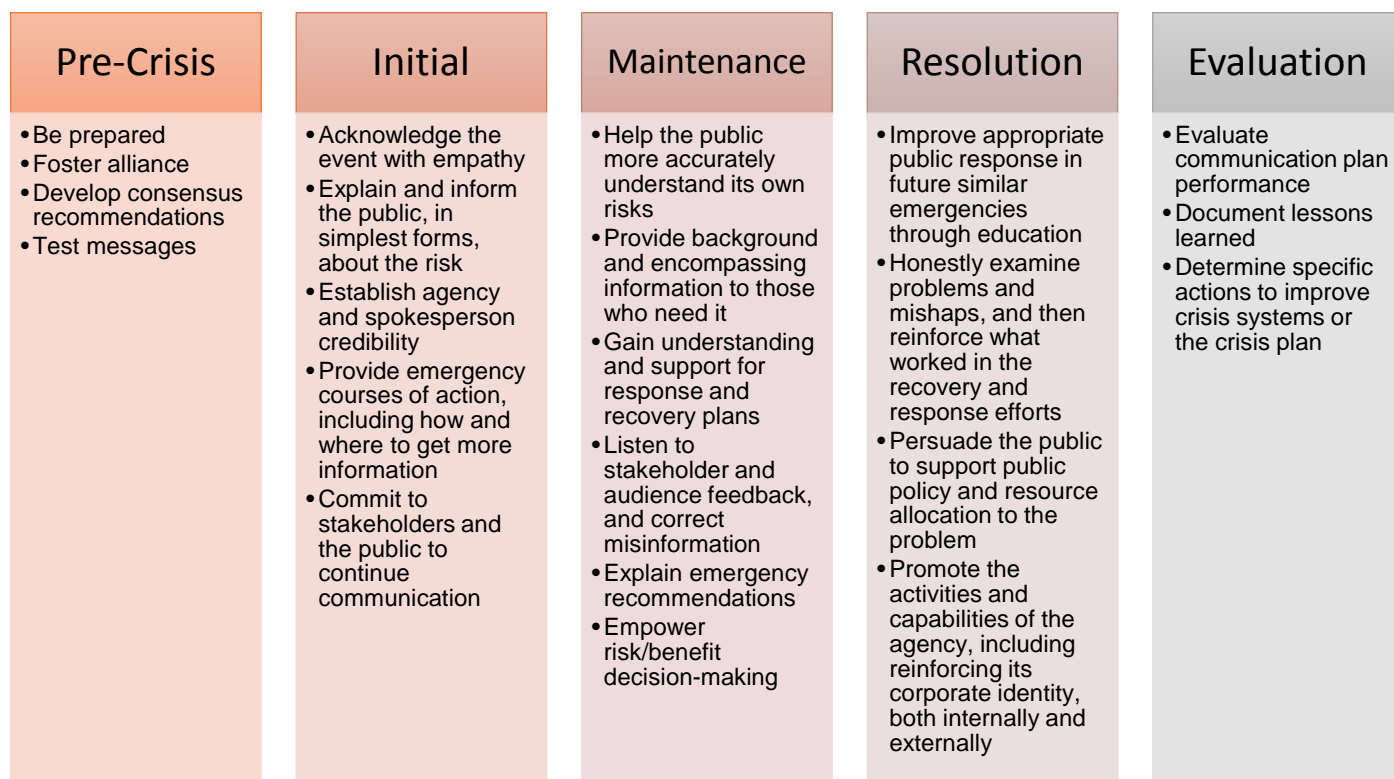 Pre-Crisis
•Be prepared
•Foster alliance
•Develop consensus
recommendations
•Test messages
Initial
•Acknowledge the
event with empathy
•Explain and inform
the public, in
simplest forms,
about the risk
•Establish agency
and spokesperson
credibility
•Provide emergency
courses of action,
including how and
where to get more
information
•Commit to
stakeholders and
the public to
continue
communication
Maintenance
•Help the public
more accurately
understand its own
risks
•Provide background
and encompassing
information to those
who need it
•Gain understanding
and support for
response and
recovery plans
•Listen to
stakeholder and
audience feedback,
and correct
misinformation
•Explain emergency
recommendations
•Empower
risk/benefit
decision-making
Resolution
•Improve appropriate
public response in
future similar
emergencies
through education
•Honestly examine
problems and
mishaps, and then
reinforce what
worked in the
recovery and
response efforts
•Persuade the public
to support public
policy and resource
allocation to the
problem
•Promote the
activities and
capabilities of the
agency, including
reinforcing its
corporate identity,
both internally and
externally
Evaluation
•Evaluate
communication plan
performance
•Document lessons
learned
•Determine specific
actions to improve
crisis systems or
the crisis plan